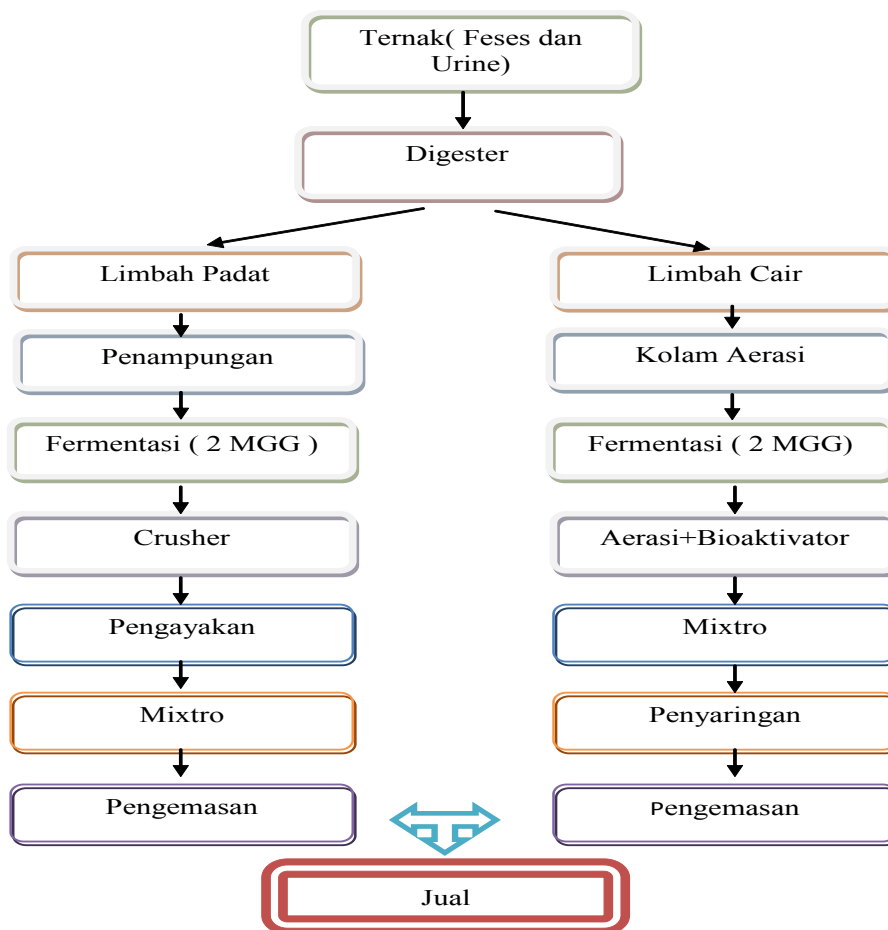 Ternak( Feses dan
Urine)
Digester
Limbah Padat
Limbah Cair
Penampungan
Kolam Aerasi
Fermentasi ( 2 MGG )
Fermentasi ( 2 MGG)
Crusher
Aerasi+Bioaktivator
Pengayakan
Mixtro
Mixtro
Penyaringan
Pengemasan
Pengemasan
Jual